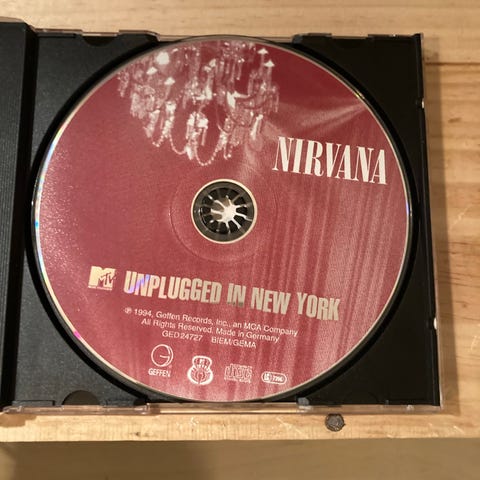 NIRVANA
MTV UNPLUGGED IN NEW YORK
℗ 1994, Geffen Records, Inc., an MCA Company
All Rights Reserved. Made in Germany
GED 24727 BIEM/GEMA
GEFFEN